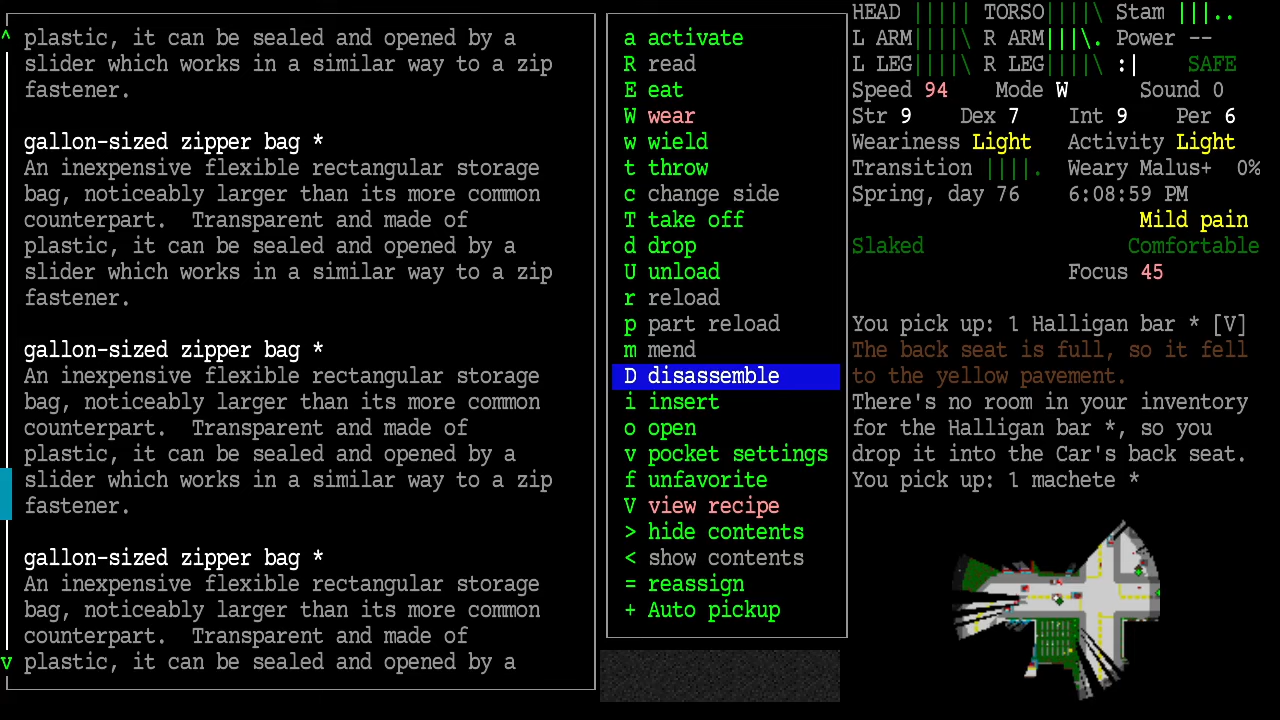 ^ plastic, it can be sealed and opened by a
slider which works in a similar way to a zip
fastener.
gallon-sized zipper bag *
An inexpensive flexible rectangular storage
bag, noticeably larger than its more common
counterpart.  Transparent and made of
plastic, it can be sealed and opened by a
slider which works in a similar way to a zip
fastener.
gallon-sized zipper bag *
An inexpensive flexible rectangular storage
bag, noticeably larger than its more common
counterpart.  Transparent and made of
plastic, it can be sealed and opened by a
slider which works in a similar way to a zip
fastener.
gallon-sized zipper bag *
An inexpensive flexible rectangular storage
bag, noticeably larger than its more common
counterpart.  Transparent and made of
v plastic, it can be sealed and opened by a
a activate
R read
E eat
W wear
w wield
t throw
c change side
T take off
d drop
U unload
r reload
p part reload
m mend
D disassemble
i insert
o open
v pocket settings
f unfavorite
V view recipe
> hide contents
< show contents
= reassign
+ Auto pickup
HEAD ||||| TORSO||||\ Stam |||..
L ARM||||\ R ARM|||\. Power --
L LEG||||\ R LEG||||\ :| SAFE
Speed 94 Mode W Sound 0
Str 9 Dex 7 Int 9 Per 6
Weariness Light Activity Light
Transition ||||. Weary Malus+ 0%
Spring, day 76 6:08:59 PM
Mild pain
Slaked Comfortable
Focus 45
You pick up: 1 Halligan bar * [V]
The back seat is full, so it fell
to the yellow pavement.
There's no room in your inventory
for the Halligan bar *, so you
drop it into the Car's back seat.
You pick up: 1 machete *